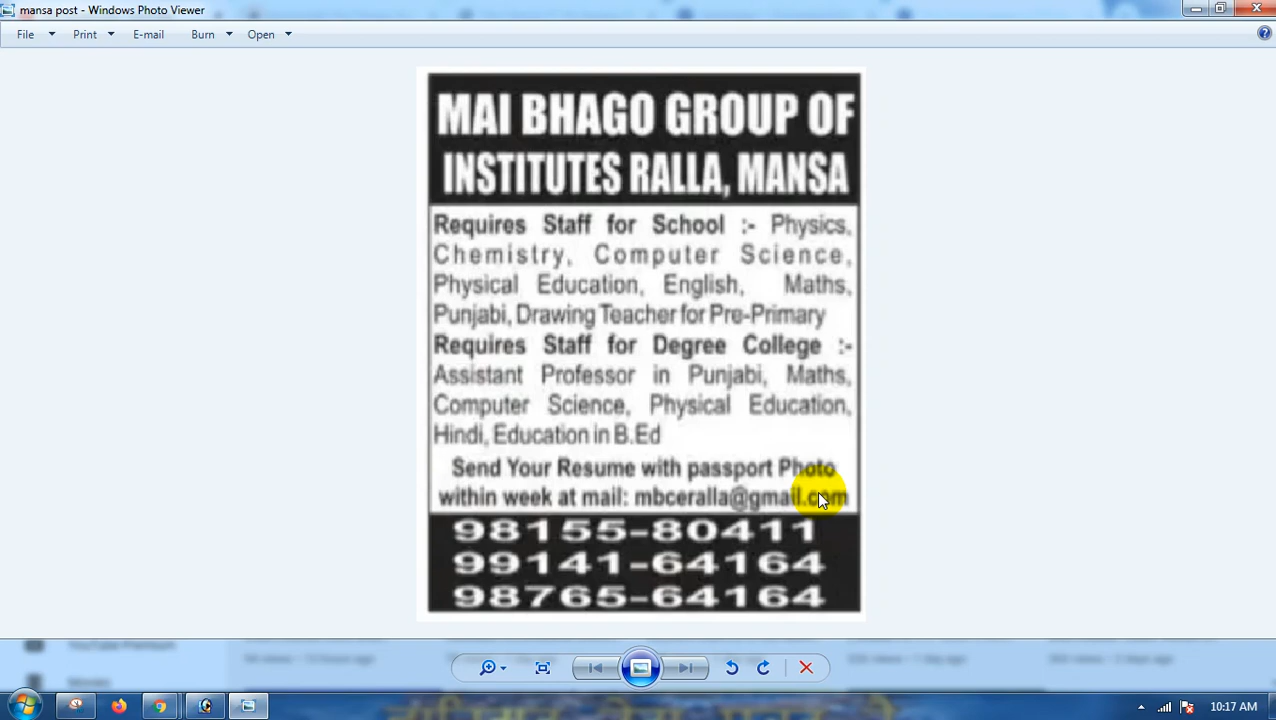 mansa post - Windows Photo Viewer
File Print E-mail Burn Open
MAI BHAGO GROUP OF
INSTITUTES RALLA, MANSA
Requires Staff for School :- Physics,
Chemistry, Computer Science,
Physical Education, English, Maths,
Punjabi, Drawing Teacher for Pre-Primary
Requires Staff for Degree College :-
Assistant Professor in Punjabi, Maths,
Computer Science, Physical Education,
Hindi, Education in B.Ed
Send Your Resume with passport Photo
within week at mail: mbceralla@gmail.com
98155-80411
99141-64164
98765-64164
YouTube Premium
10:17 AM